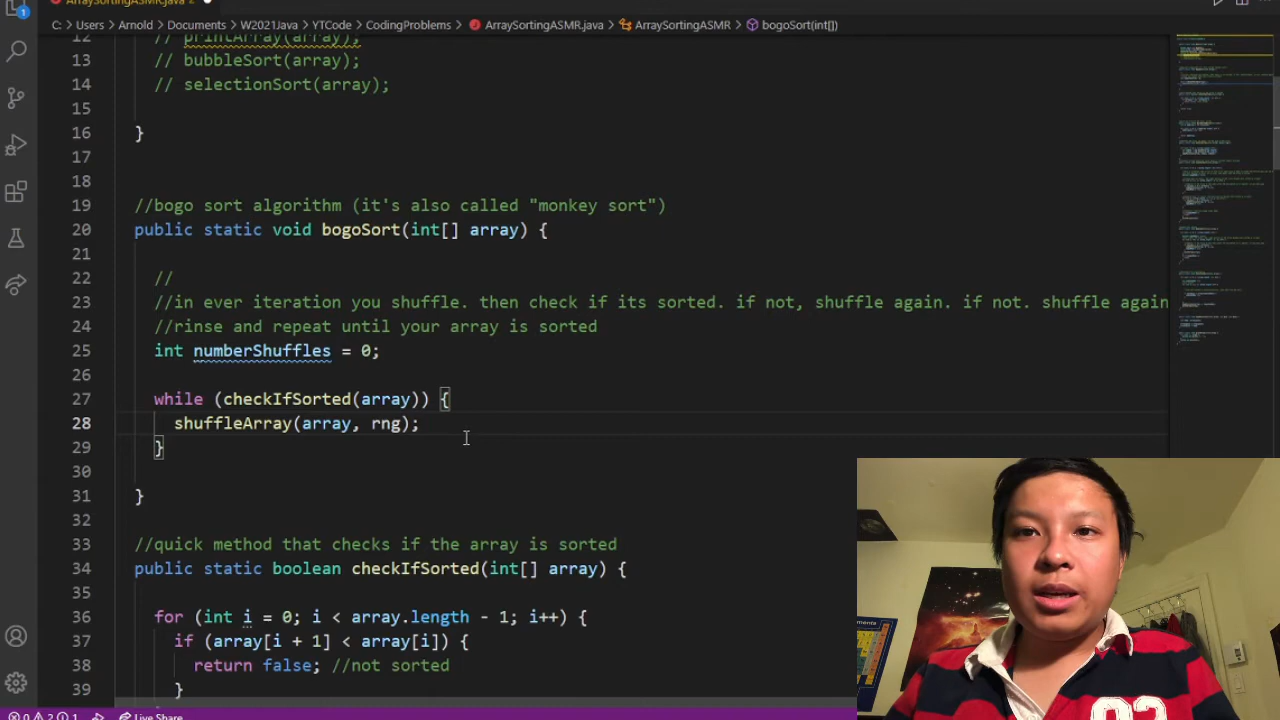 ArraySortingASMR.java
1
C: > Users > Arnold > Documents > W2021Java > YTCode > CodingProblems > ArraySortingASMR.java > ArraySortingASMR > bogoSort(int[])
12 // printArray(array);
13 // bubbleSort(array);
14 // selectionSort(array);
15
16 }
17
18
19 //bogo sort algorithm (it's also called "monkey sort")
20 public static void bogoSort(int[] array) {
21
22 //
23 //in ever iteration you shuffle. then check if its sorted. if not, shuffle again. if not. shuffle again
24 //rinse and repeat until your array is sorted
25 int numberShuffles = 0;
26
27 while (checkIfSorted(array)) {
28 shuffleArray(array, rng);
29 }
30
31 }
32
33 //quick method that checks if the array is sorted
34 public static boolean checkIfSorted(int[] array) {
35
36 for (int i = 0; i < array.length - 1; i++) {
37 if (array[i + 1] < array[i]) {
38 return false; //not sorted
39 }
0 2 1 Live Share